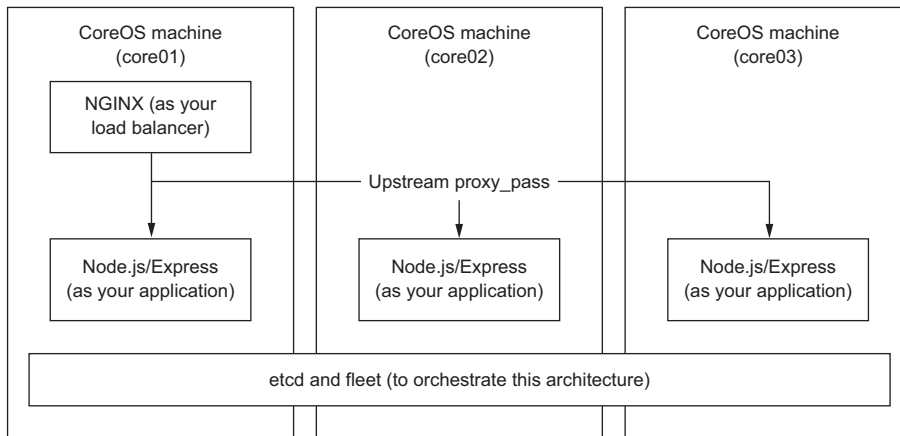 CoreOS machine
(core01)
CoreOS machine
(core02)
CoreOS machine
(core03)
NGINX (as your
load balancer)
Upstream proxy_pass
Node.js/Express
(as your application)
Node.js/Express
(as your application)
Node.js/Express
(as your application)
etcd and fleet (to orchestrate this architecture)